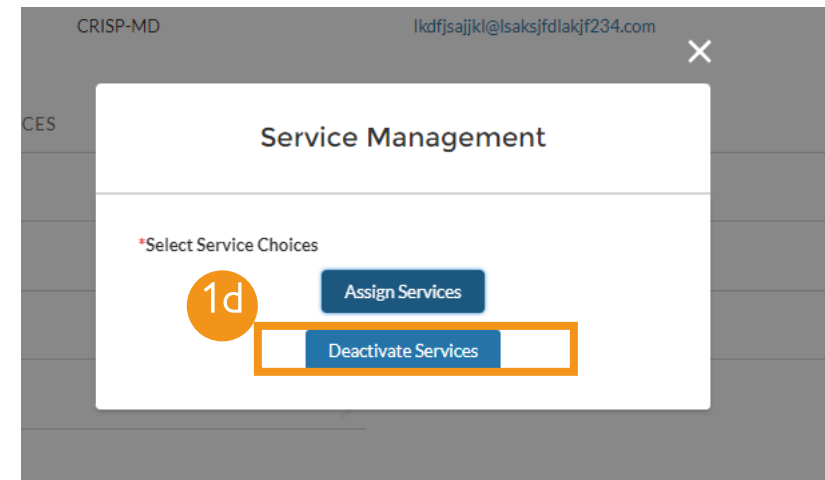 CRISP-MD lkdfjsajjkl@lsaksjfdlakjf234.com
CES
Service Management
*Select Service Choices
1d
Assign Services
Deactivate Services